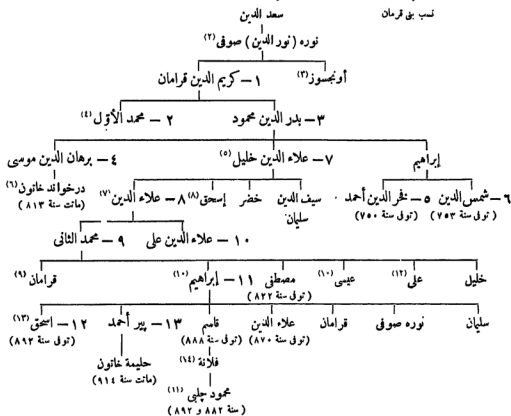 نسب بنى قرمان
سعد الدين
نوره (نور الدين) صوفى (٢)
أونجسوز (٣) ١ – كريم الدين قرامان
٣ – بدر الدين محمود ٢ – محمد الأول (٤)
إبراهيم ٧ – علاء الدين خليل (٥) ٤ – برهان الدين موسى
٦ – شمس الدين ٥ – فخر الدين أحمد سيف الدين خضر إسحق (٨) ٨ – علاء الدين (٧) درخواند خاتون (٦)
(توفى سنة ٧٥٣) (توفى سنة ٧٥٠) سليمان (ماتت سنة ٨١٣)
١٠ – علاء الدين على ٩ – محمد الثانى
خليل على (١٢) عيسى (١٠) مصطفى ١١ – إبراهيم (١٠) قرامان (٩)
(توفى سنة ٨٢٢)
سليمان نوره صوفى قرامان علاء الدين قاسم ١٣ – پير أحمد ١٢ – اسحق (١٣)
(توفى سنة ٨٧٠) (توفى سنة ٨٨٨) (توفى سنة ٨٩٢)
فلانة (١٤) حليمة خاتون
(ماتت سنة ٩١٤)
محمود چلبى (١١)
(سنة ٨٨٢ و ٨٩٢)